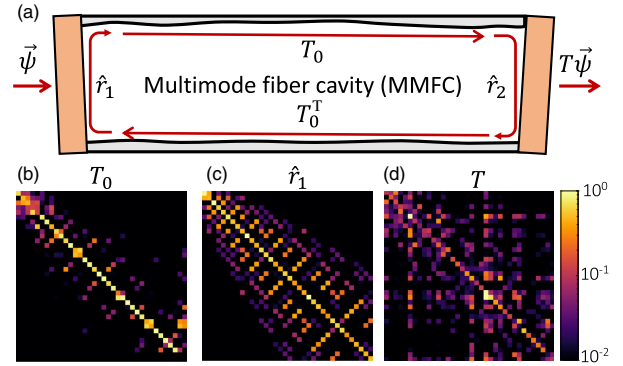 (a)
T₀
ψ⃗
r̂₁
Multimode fiber cavity (MMFC)
r̂₂
Tψ⃗
T₀ᵀ
(b) T₀
(c) r̂₁
(d) T
10⁰
10⁻¹
10⁻²